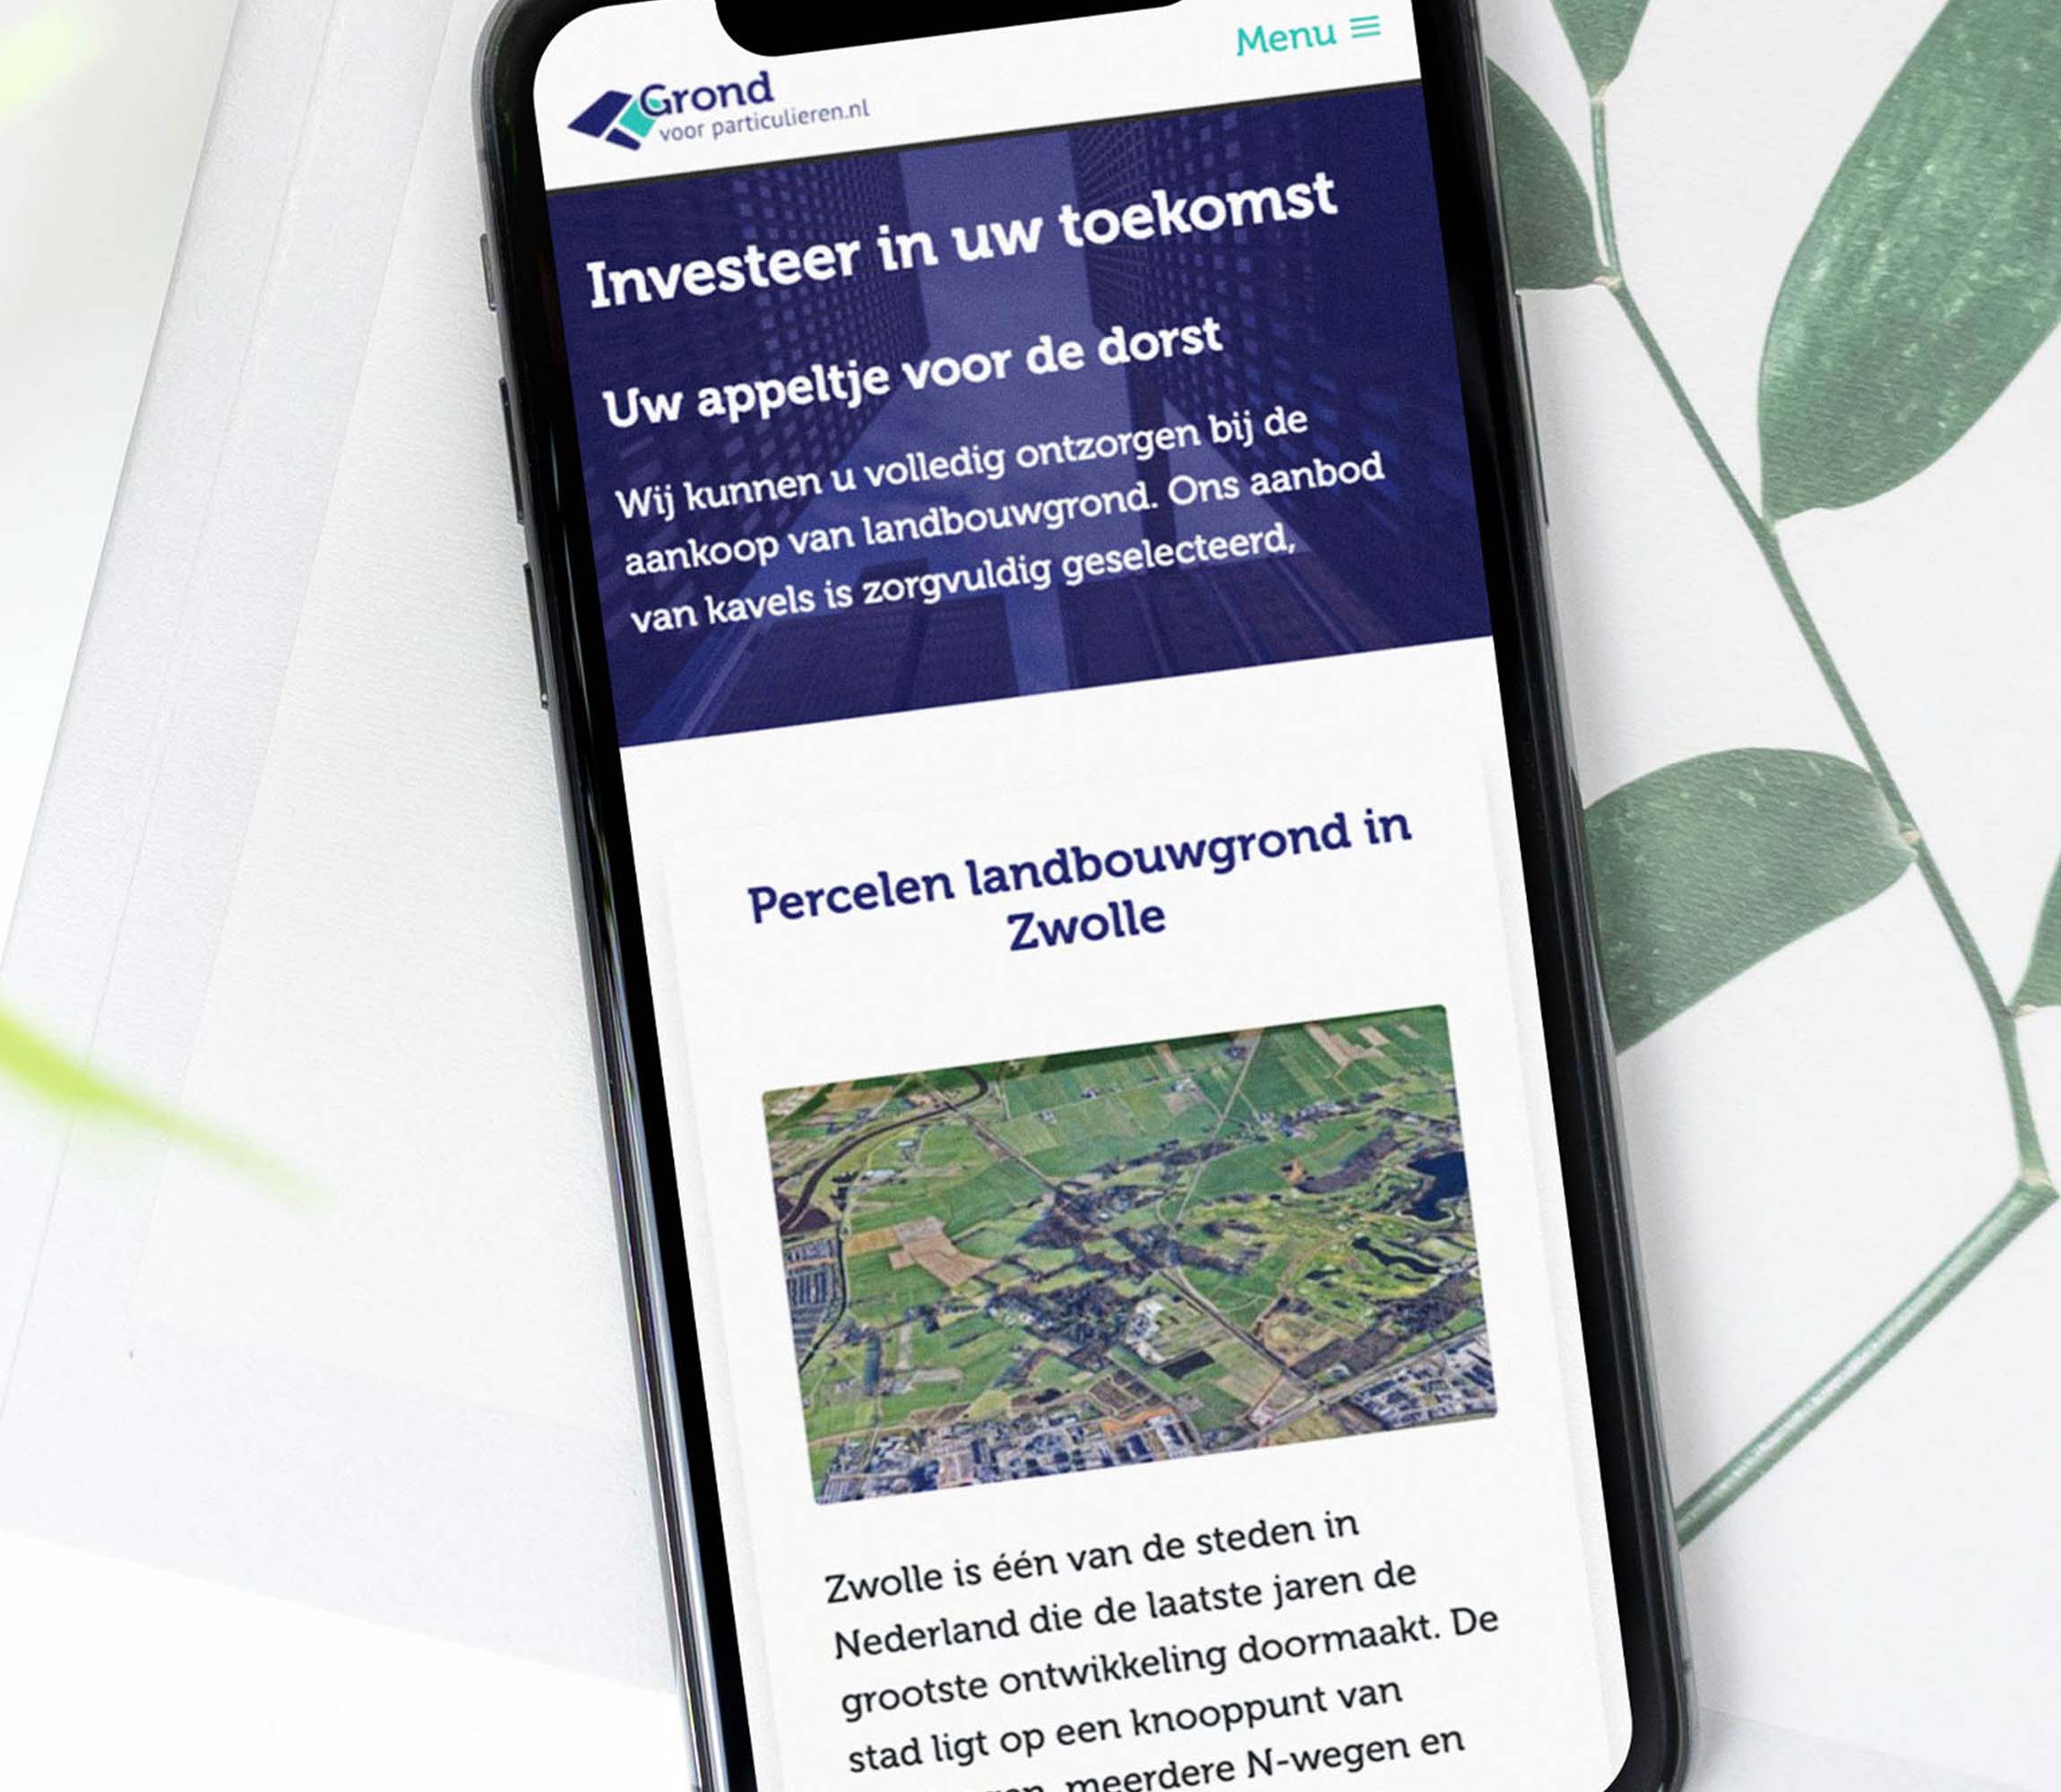 Menu
Grond
voor particulieren.nl
Investeer in uw toekomst
Uw appeltje voor de dorst
Wij kunnen u volledig ontzorgen bij de
aankoop van landbouwgrond. Ons aanbod
van kavels is zorgvuldig geselecteerd,
Percelen landbouwgrond in
Zwolle
Zwolle is één van de steden in
Nederland die de laatste jaren de
grootste ontwikkeling doormaakt. De
stad ligt op een knooppunt van
meerdere N-wegen en